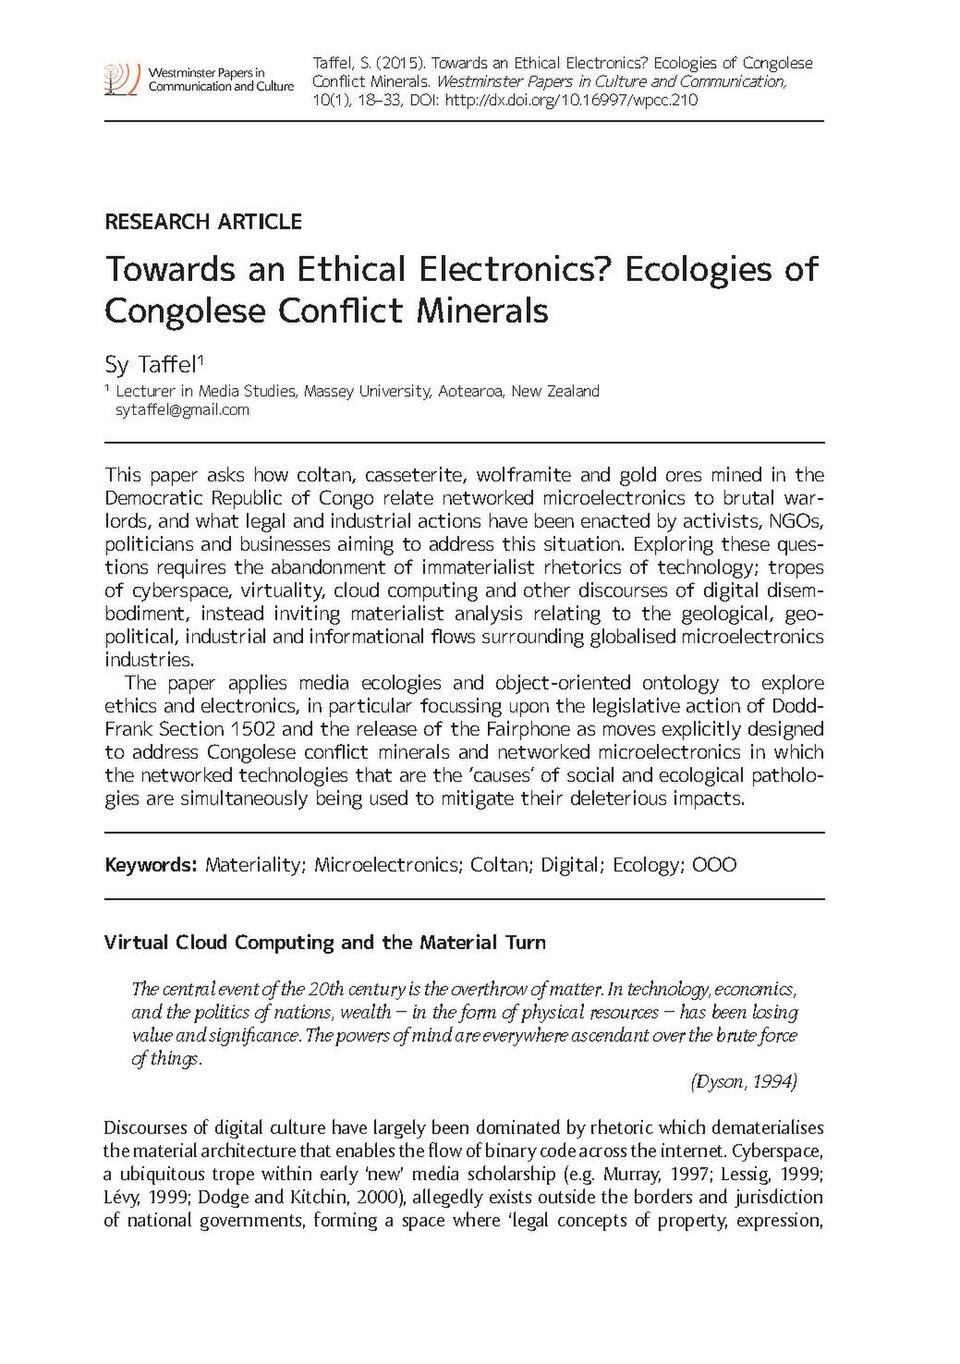 Westminster Papers in
Communication and Culture
Taffel, S. (2015). Towards an Ethical Electronics? Ecologies of Congolese
Conflict Minerals. Westminster Papers in Culture and Communication,
10(1), 18–33, DOI: http://dx.doi.org/10.16997/wpcc.210
RESEARCH ARTICLE
Towards an Ethical Electronics? Ecologies of
Congolese Conflict Minerals
Sy Taffel¹
¹ Lecturer in Media Studies, Massey University, Aotearoa, New Zealand
sytaffel@gmail.com
This paper asks how coltan, casseterite, wolframite and gold ores mined in the
Democratic Republic of Congo relate networked microelectronics to brutal war-
lords, and what legal and industrial actions have been enacted by activists, NGOs,
politicians and businesses aiming to address this situation. Exploring these ques-
tions requires the abandonment of immaterialist rhetorics of technology; tropes
of cyberspace, virtuality, cloud computing and other discourses of digital disem-
bodiment, instead inviting materialist analysis relating to the geological, geo-
political, industrial and informational flows surrounding globalised microelectronics
industries.
The paper applies media ecologies and object-oriented ontology to explore
ethics and electronics, in particular focussing upon the legislative action of Dodd-
Frank Section 1502 and the release of the Fairphone as moves explicitly designed
to address Congolese conflict minerals and networked microelectronics in which
the networked technologies that are the ‘causes’ of social and ecological patholo-
gies are simultaneously being used to mitigate their deleterious impacts.
Keywords: Materiality; Microelectronics; Coltan; Digital; Ecology; OOO
Virtual Cloud Computing and the Material Turn
The central event of the 20th century is the overthrow of matter. In technology, economics,
and the politics of nations, wealth – in the form of physical resources – has been losing
value and significance. The powers of mind are everywhere ascendant over the brute force
of things.
(Dyson, 1994)
Discourses of digital culture have largely been dominated by rhetoric which dematerialises
the material architecture that enables the flow of binary code across the internet. Cyberspace,
a ubiquitous trope within early ‘new’ media scholarship (e.g. Murray, 1997; Lessig, 1999;
Lévy, 1999; Dodge and Kitchin, 2000), allegedly exists outside the borders and jurisdiction
of national governments, forming a space where ‘legal concepts of property, expression,